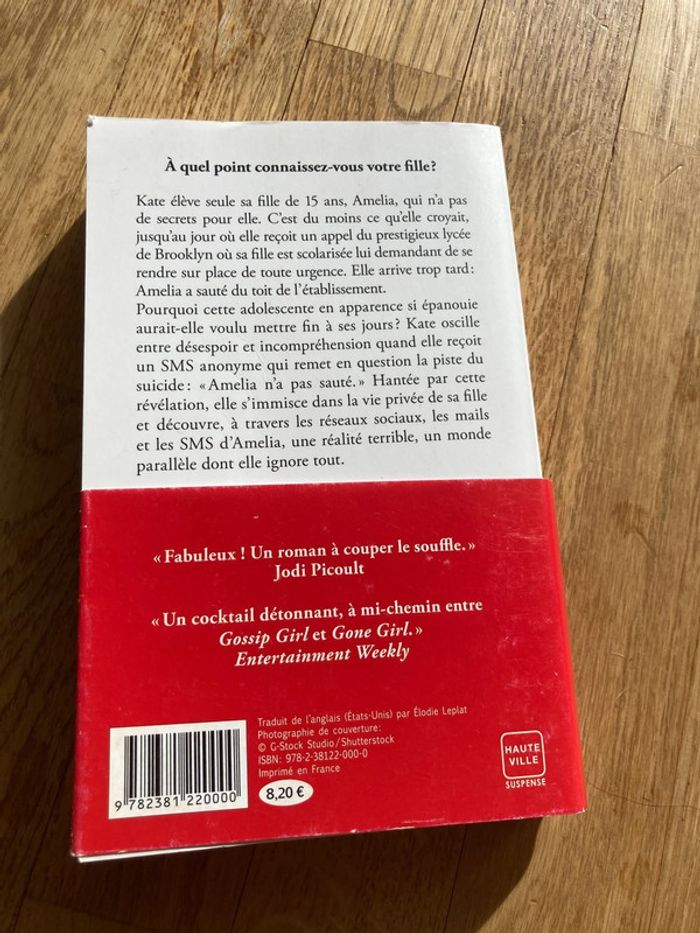 À quel point connaissez-vous votre fille ?
Kate élève seule sa fille de 15 ans, Amelia, qui n’a pas
de secrets pour elle. C’est du moins ce qu’elle croyait,
jusqu’au jour où elle reçoit un appel du prestigieux lycée
de Brooklyn où sa fille est scolarisée lui demandant de se
rendre sur place de toute urgence. Elle arrive trop tard :
Amelia a sauté du toit de l’établissement.
Pourquoi cette adolescente en apparence si épanouie
aurait-elle voulu mettre fin à ses jours ? Kate oscille
entre désespoir et incompréhension quand elle reçoit
un SMS anonyme qui remet en question la piste du
suicide : « Amelia n’a pas sauté. » Hantée par cette
révélation, elle s’immisce dans la vie privée de sa fille
et découvre, à travers les réseaux sociaux, les mails
et les SMS d’Amelia, une réalité terrible, un monde
parallèle dont elle ignore tout.
« Fabuleux ! Un roman à couper le souffle. »
Jodi Picoult
« Un cocktail détonnant, à mi-chemin entre
Gossip Girl et Gone Girl. »
Entertainment Weekly
Traduit de l’anglais (États-Unis) par Élodie Leplat
Photographie de couverture :
© G-Stock Studio / Shutterstock
ISBN: 978-2-38122-000-0
Imprimé en France
9 782381 220000
8,20 €
HAUTE
VILLE
SUSPENSE